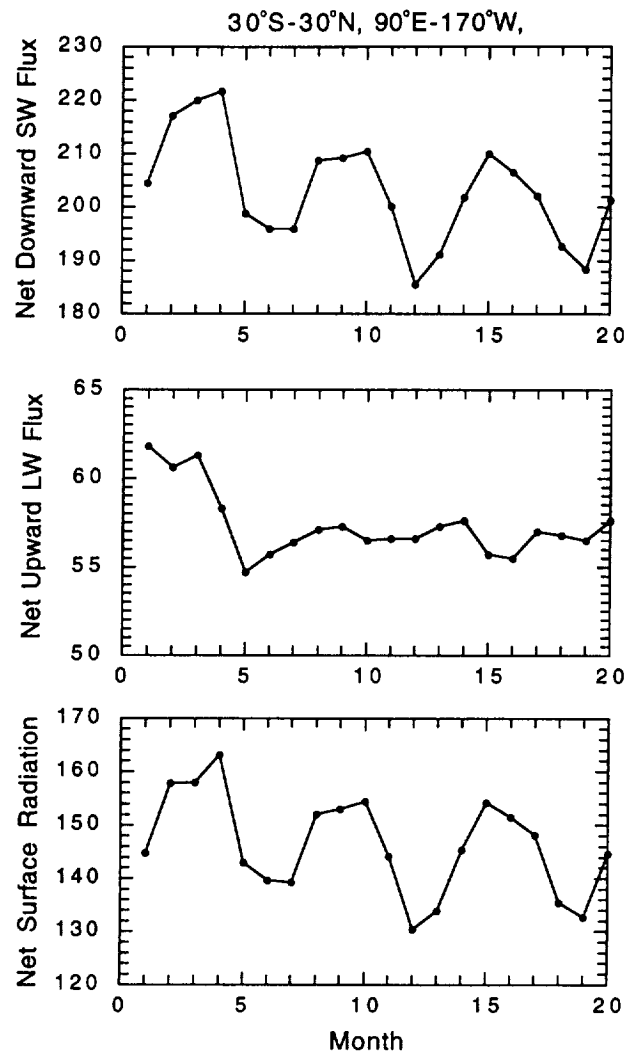 30°S-30°N, 90°E-170°W,
Net Downward SW Flux
230
220
210
200
190
180
0 5 10 15 20
Net Upward LW Flux
65
60
55
50
0 5 10 15 20
Net Surface Radiation
170
160
150
140
130
120
0 5 10 15 20
Month